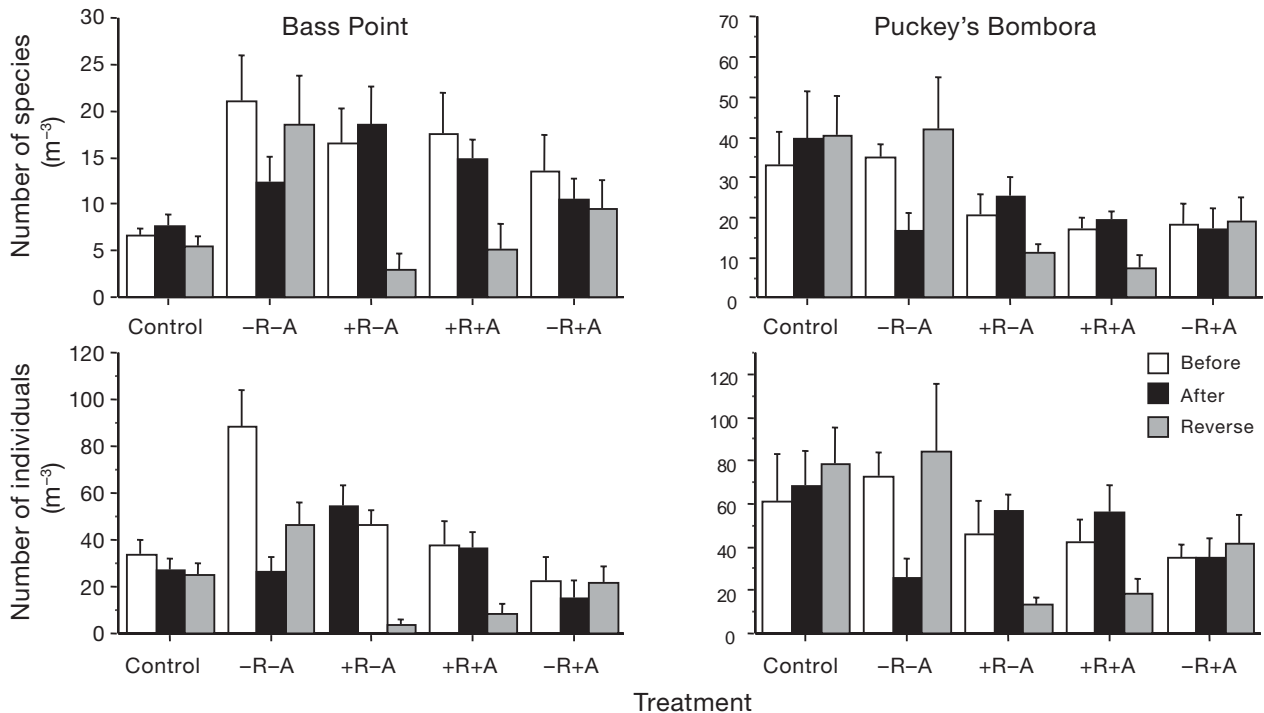 Bass Point
Puckey's Bombora
Number of species
(m⁻³)
30
25
20
15
10
5
0
70
60
50
40
30
20
10
0
Control −R−A +R−A +R+A −R+A
Control −R−A +R−A +R+A −R+A
Number of individuals
(m⁻³)
120
100
80
60
40
20
0
120
100
80
60
40
20
0
Before
After
Reverse
Control −R−A +R−A +R+A −R+A
Control −R−A +R−A +R+A −R+A
Treatment